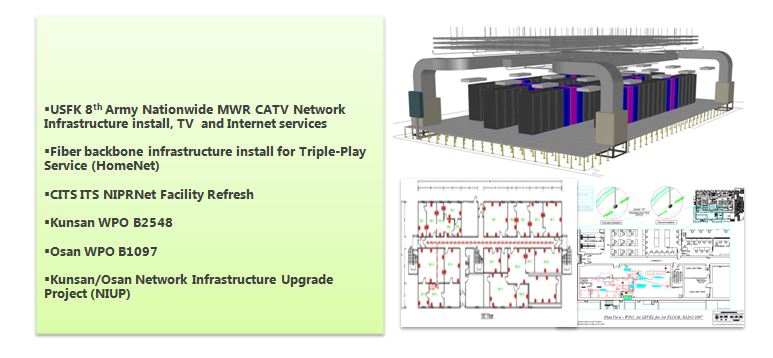 ▪USFK 8th Army Nationwide MWR CATV Network
Infrastructure install, TV and Internet services
▪Fiber backbone infrastructure install for Triple-Play
Service (HomeNet)
▪CITS ITS NIPRNet Facility Refresh
▪Kunsan WPO B2548
▪Osan WPO B1097
▪Kunsan/Osan Network Infrastructure Upgrade
Project (NIUP)